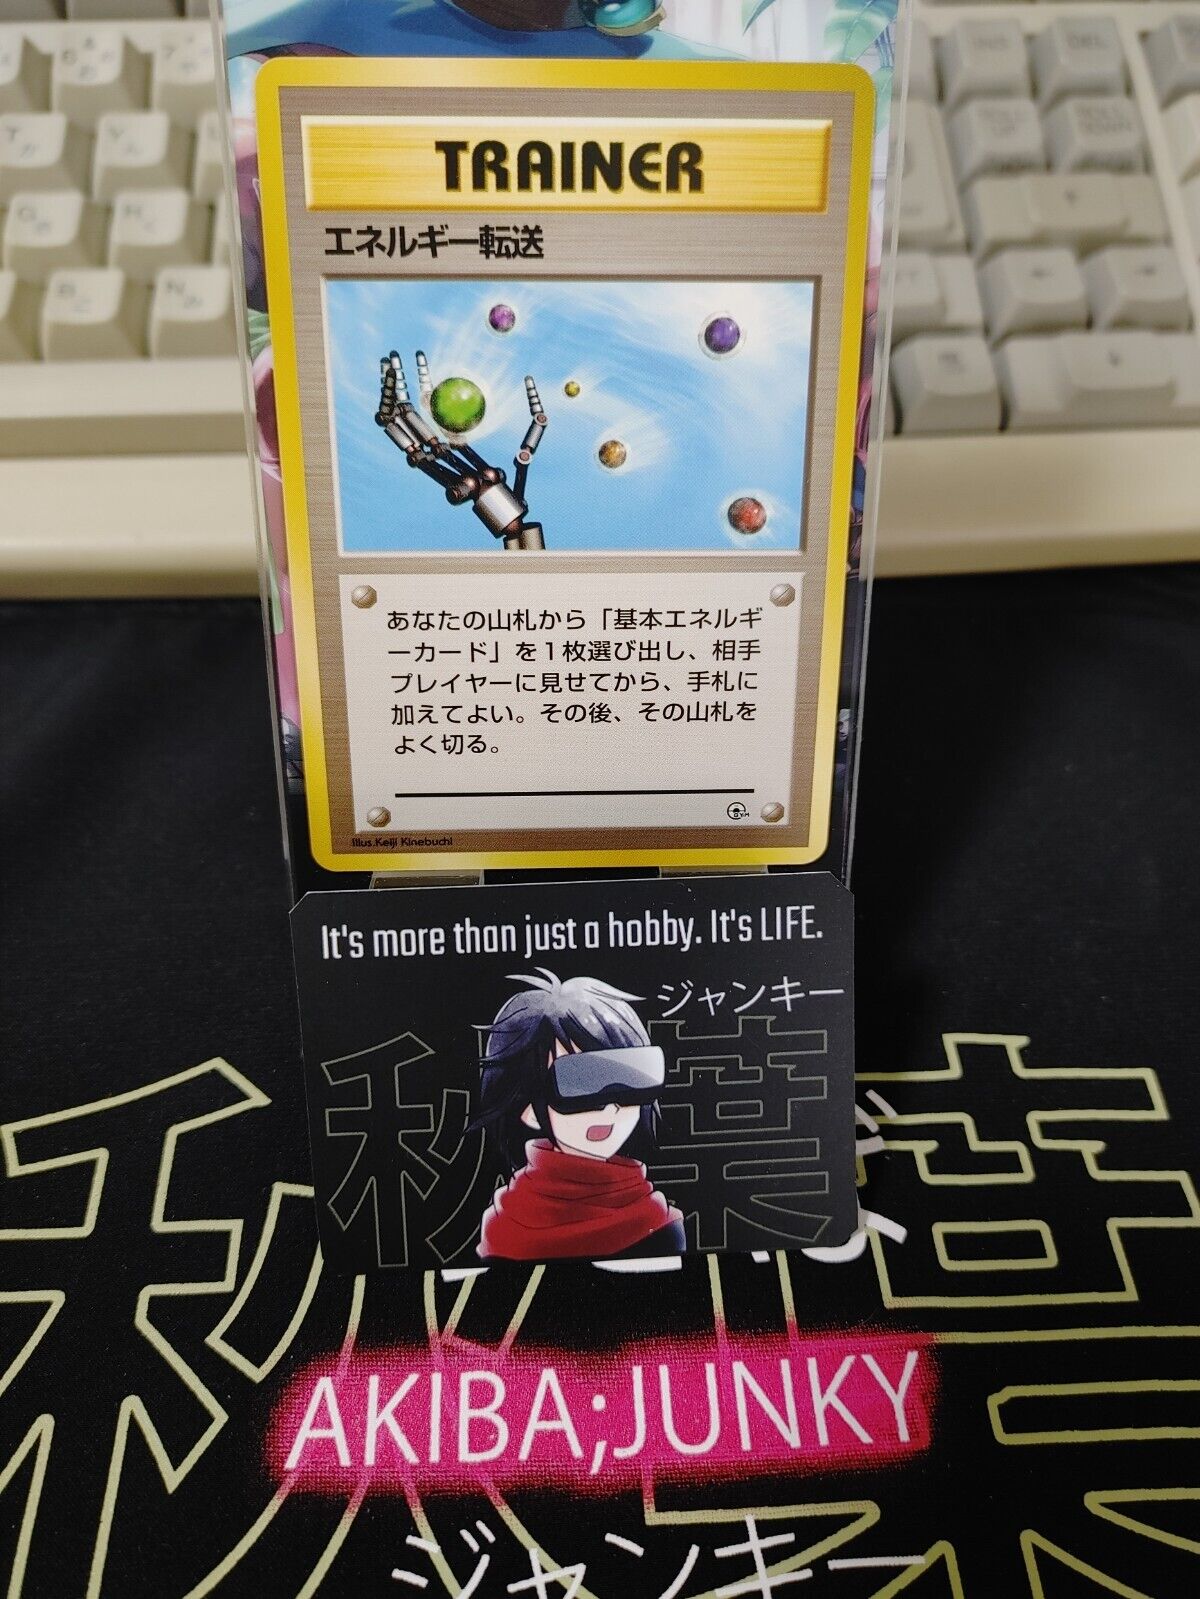 TRAINER
エネルギー転送
あなたの山札から「基本エネルギ
ーカード」を1枚選び出し、相手
プレイヤーに見せてから、手札に
加えてよい。その後、その山札を
よく切る。
GYM
Illus.Keiji Kinebuchi
It's more than just a hobby. It's LIFE.
ジャンキー
秋葉
秋葉
AKIBA;JUNKY
ジャンキー